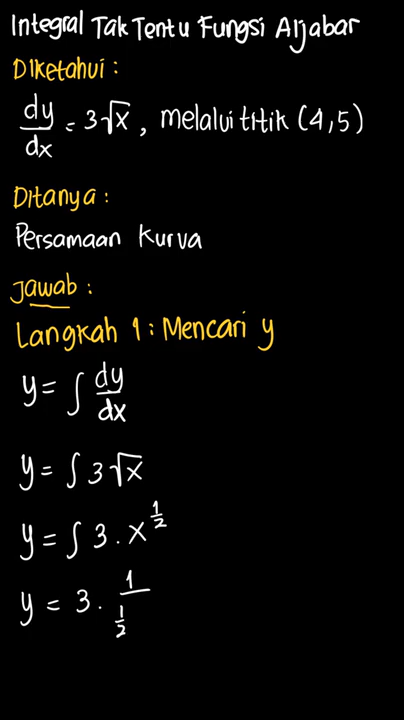 Integral Tak Tentu Fungsi Aljabar
Diketahui :
dy/dx = 3√x , melalui titik (4,5)
Ditanya :
Persamaan Kurva
Jawab :
Langkah 1 : Mencari y
y = ∫ dy/dx
y = ∫ 3√x
y = ∫ 3 . x^(1/2)
y = 3 . 1/(1/2)